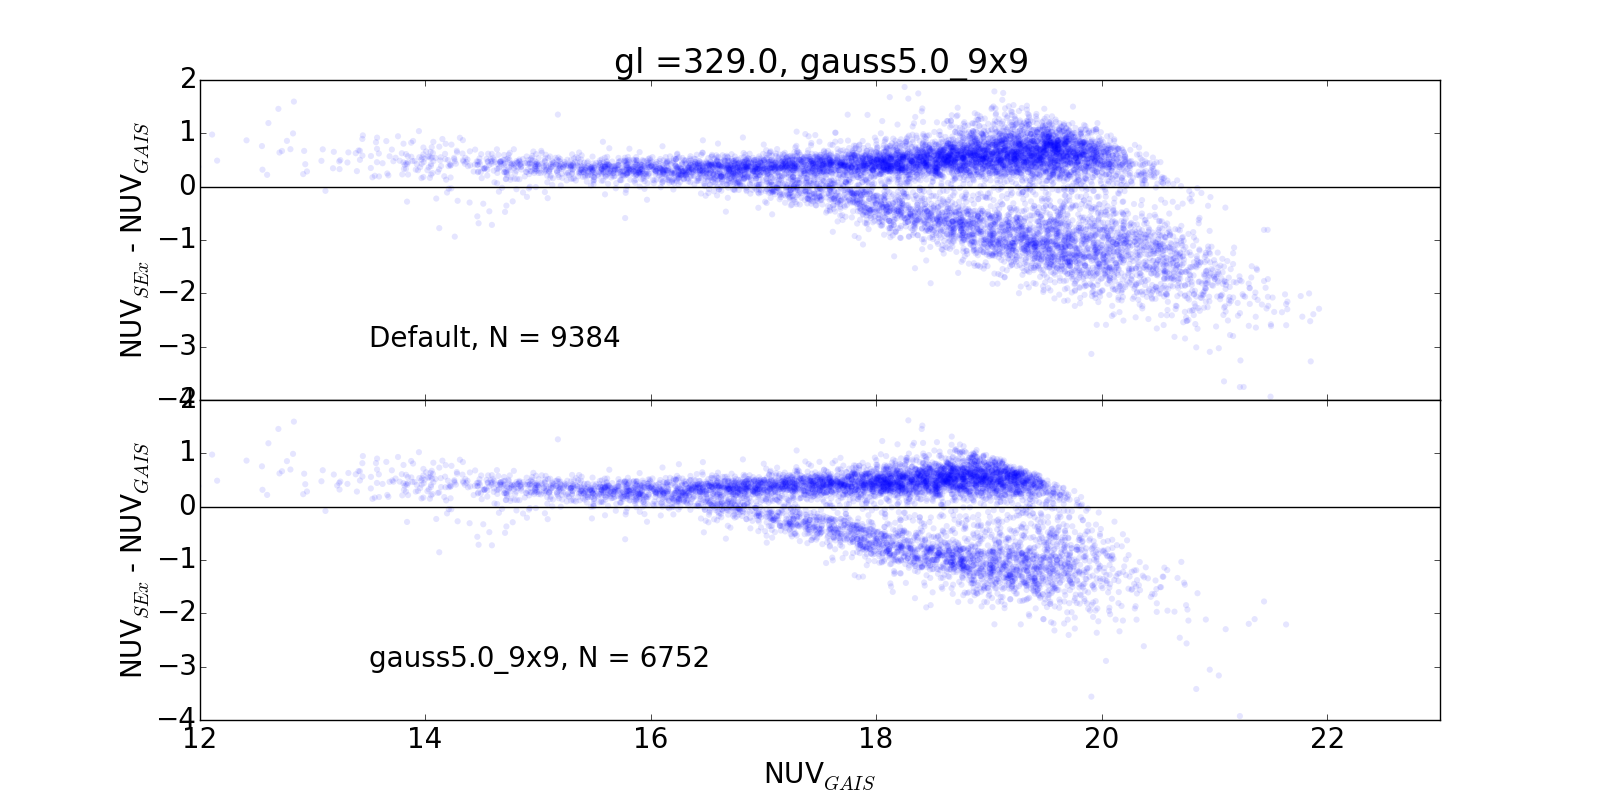 gl =329.0, gauss5.0_9x9
2
1
0
−1
−2
−3
−4
NUV_SEx - NUV_GAIS
Default, N = 9384
2
1
0
−1
−2
−3
−4
NUV_SEx - NUV_GAIS
gauss5.0_9x9, N = 6752
12 14 16 18 20 22
NUV_GAIS